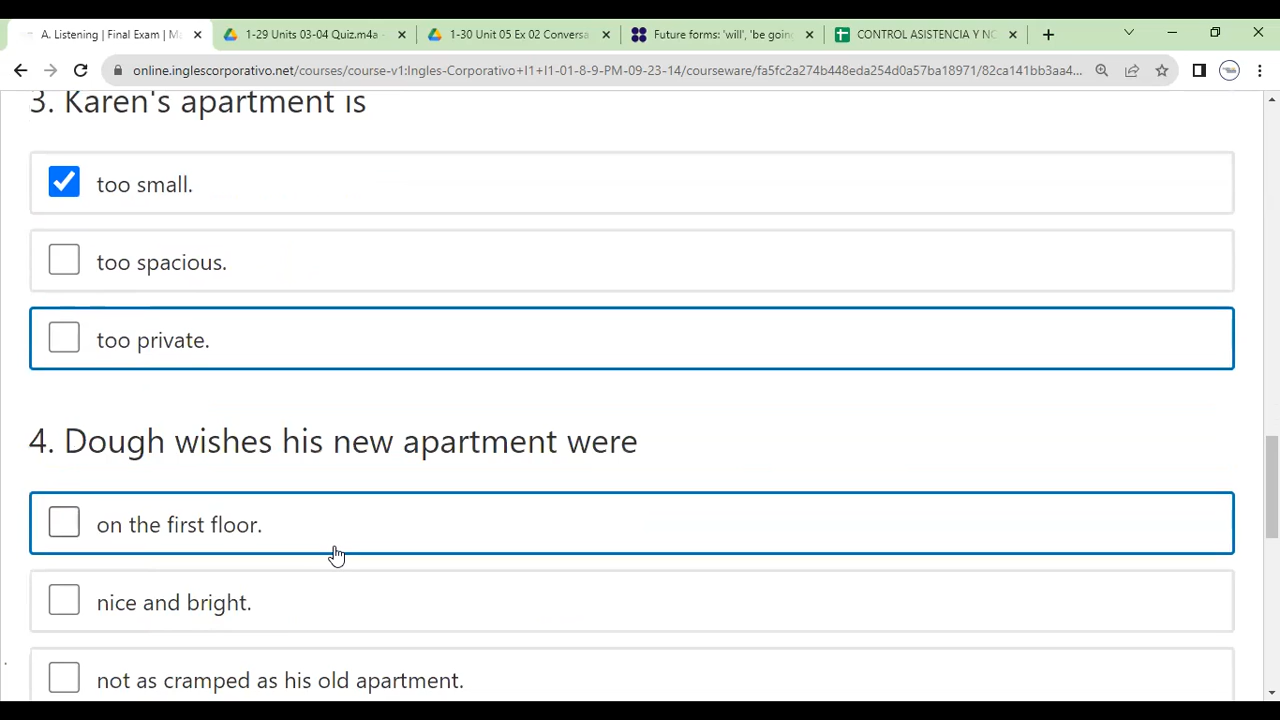 A. Listening | Final Exam | Ma
1-29 Units 03-04 Quiz.m4a -
1-30 Unit 05 Ex 02 Conversa
Future forms: 'will', 'be going
CONTROL ASISTENCIA Y NO
online.inglescorporativo.net/courses/course-v1:Ingles-Corporativo+I1+I1-01-8-9-PM-09-23-14/courseware/fa5fc2a274b448eda254d0a57ba18971/82ca141bb3aa4...
3. Karen's apartment is
too small.
too spacious.
too private.
4. Dough wishes his new apartment were
on the first floor.
nice and bright.
not as cramped as his old apartment.